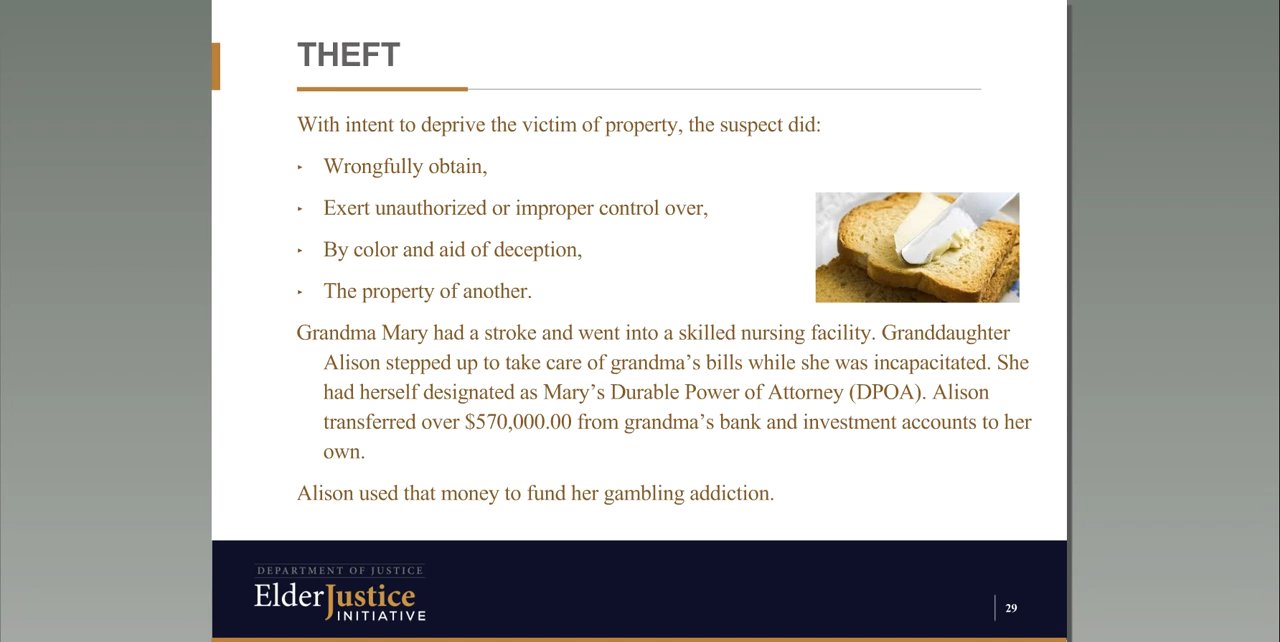 THEFT
With intent to deprive the victim of property, the suspect did:
‣ Wrongfully obtain,
‣ Exert unauthorized or improper control over,
‣ By color and aid of deception,
‣ The property of another.
Grandma Mary had a stroke and went into a skilled nursing facility. Granddaughter
Alison stepped up to take care of grandma’s bills while she was incapacitated. She
had herself designated as Mary’s Durable Power of Attorney (DPOA). Alison
transferred over $570,000.00 from grandma’s bank and investment accounts to her
own.
Alison used that money to fund her gambling addiction.
DEPARTMENT OF JUSTICE
ElderJustice
INITIATIVE
29